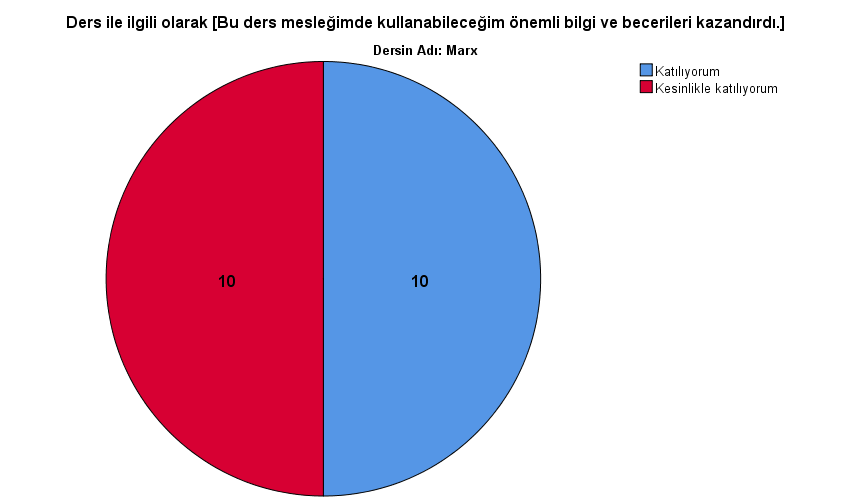 Ders ile ilgili olarak [Bu ders mesleğimde kullanabileceğim önemli bilgi ve becerileri kazandırdı.]
Dersin Adı: Marx
Katılıyorum
Kesinlikle katılıyorum
10
10